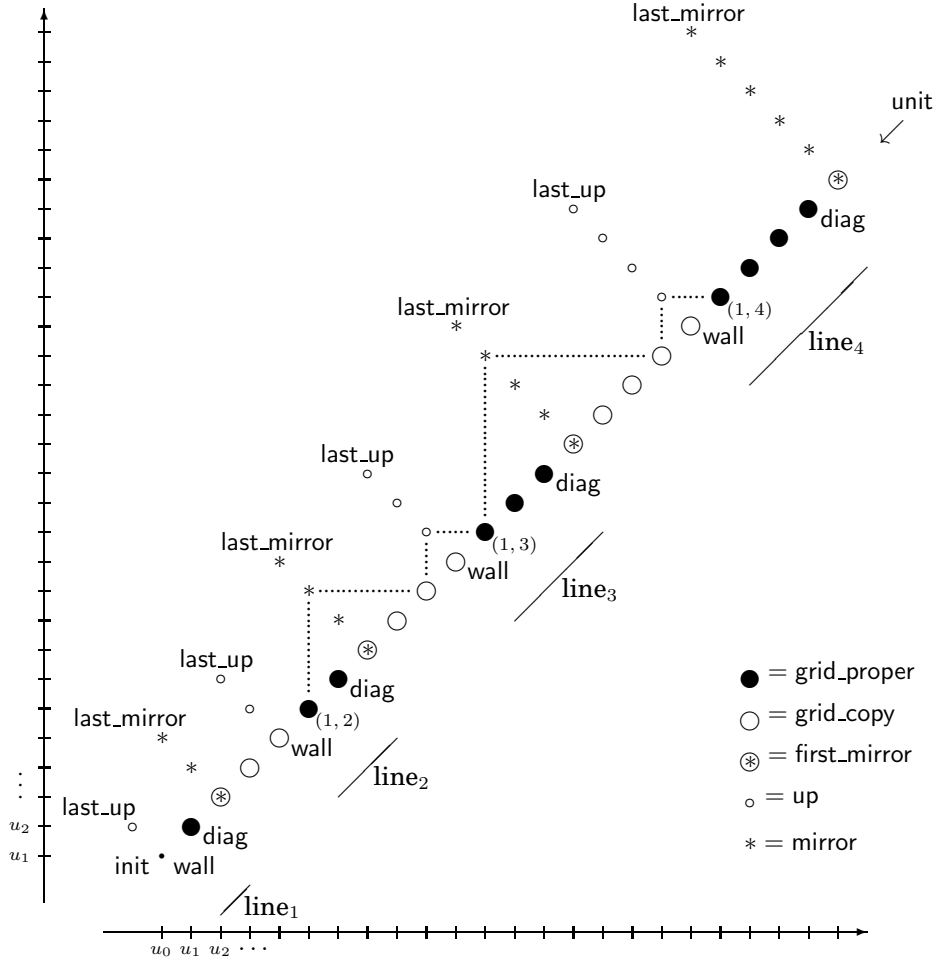 last_mirror
unit
last_up
diag
last_mirror
(1, 4)
wall
line4
last_up
diag
last_mirror
(1, 3)
wall
line3
last_up
diag
= grid_proper
last_mirror
(1, 2)
= grid_copy
wall
= first_mirror
line2
⋮
last_up
= up
u2
diag
* = mirror
u1
init
wall
line1
u0 u1 u2 ...